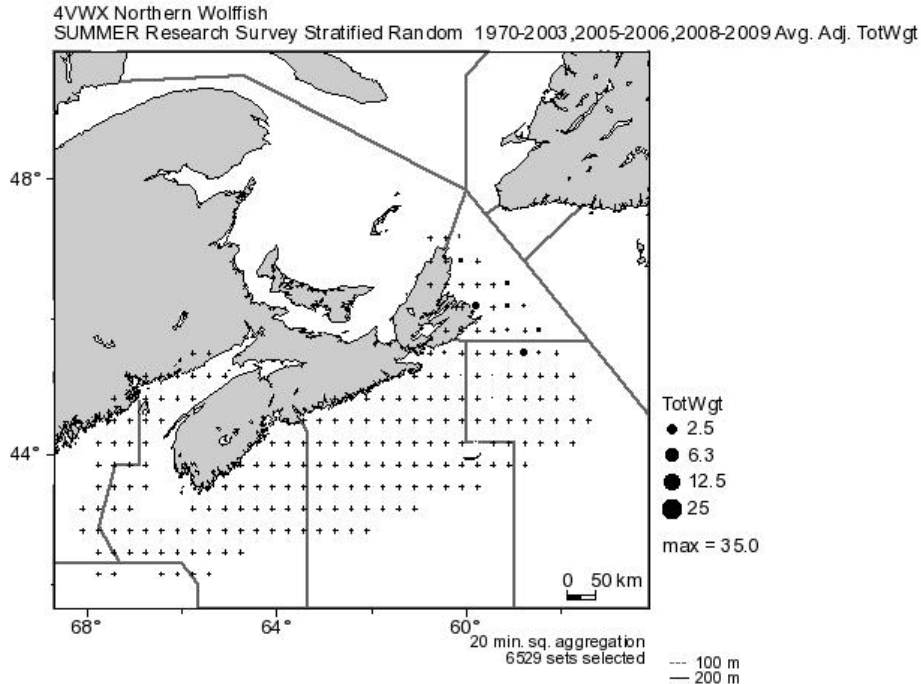 4VWX Northern Wolffish
SUMMER Research Survey Stratified Random 1970-2003,2005-2006,2008-2009 Avg. Adj. TotWgt
48°
44°
TotWgt
2.5
6.3
12.5
25
max = 35.0
0 50 km
68° 64° 60°
20 min. sq. aggregation
6529 sets selected
100 m
200 m